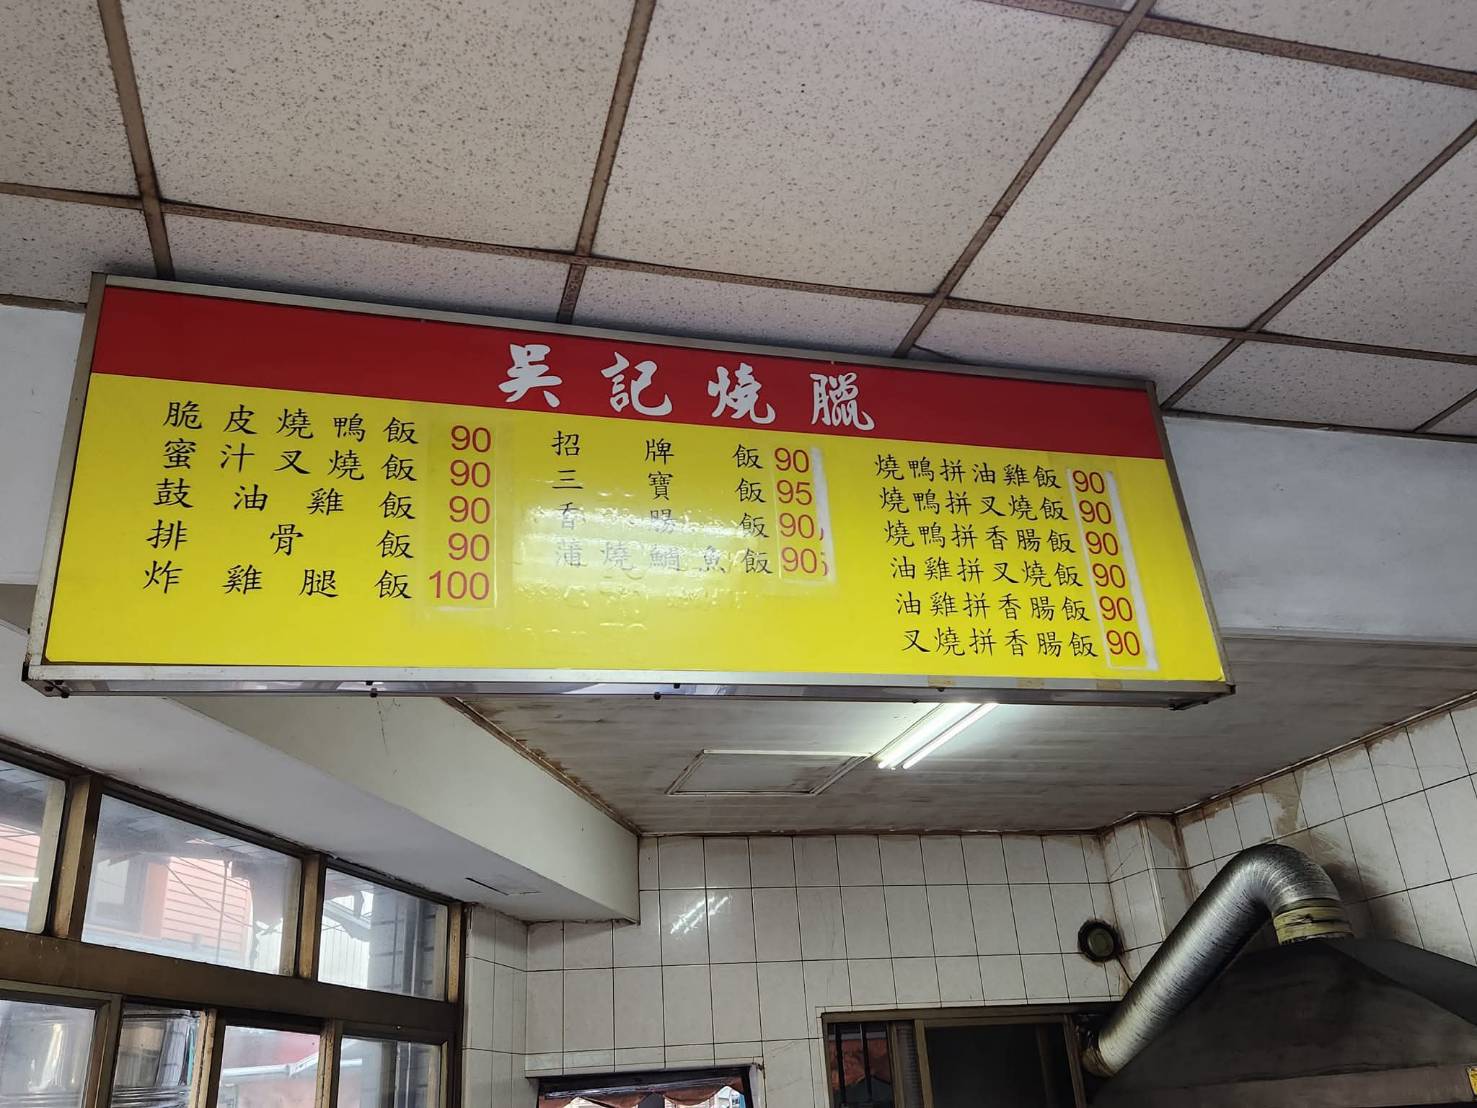 吳記燒臘
脆皮燒鴨飯 90
蜜汁叉燒飯 90
鼓油雞飯 90
排骨飯 90
炸雞腿飯 100
招牌飯 90
三寶飯 95
香腸飯 90
蒲燒鯛魚飯 90
燒鴨拼油雞飯 90
燒鴨拼叉燒飯 90
燒鴨拼香腸飯 90
油雞拼叉燒飯 90
油雞拼香腸飯 90
叉燒拼香腸飯 90